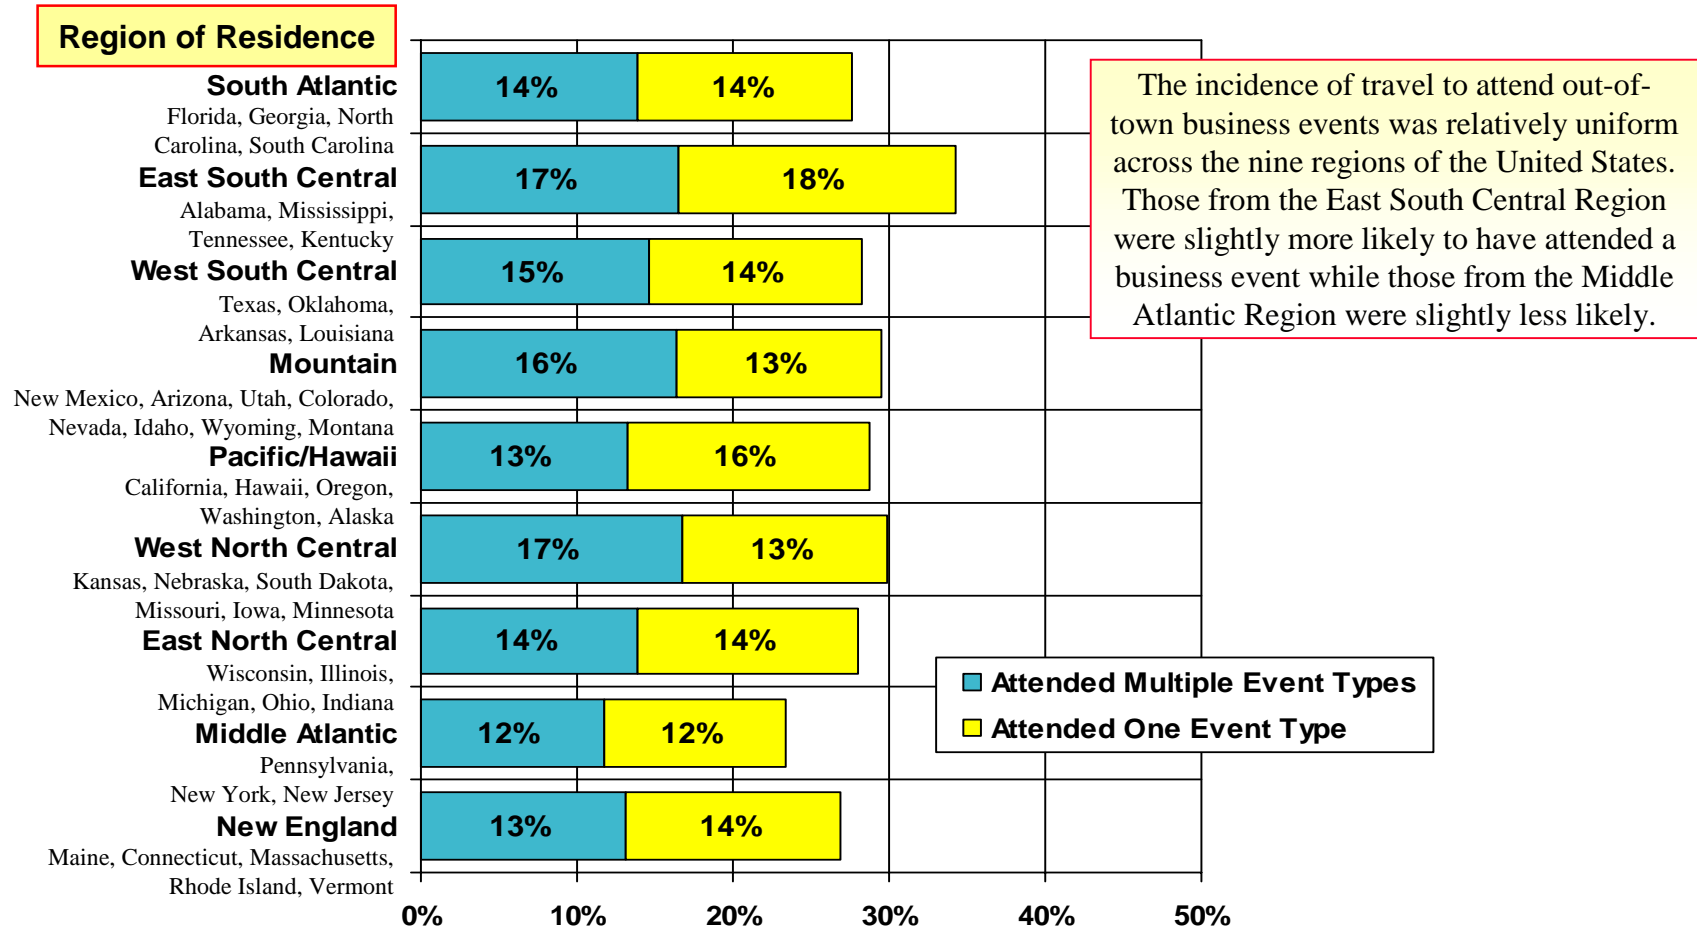 Region of Residence
South Atlantic
Florida, Georgia, North
Carolina, South Carolina
14%
14%
East South Central
Alabama, Mississippi,
Tennessee, Kentucky
17%
18%
West South Central
Texas, Oklahoma,
Arkansas, Louisiana
15%
14%
Mountain
New Mexico, Arizona, Utah, Colorado,
Nevada, Idaho, Wyoming, Montana
16%
13%
Pacific/Hawaii
California, Hawaii, Oregon,
Washington, Alaska
13%
16%
West North Central
Kansas, Nebraska, South Dakota,
Missouri, Iowa, Minnesota
17%
13%
East North Central
Wisconsin, Illinois,
Michigan, Ohio, Indiana
14%
14%
Middle Atlantic
Pennsylvania,
New York, New Jersey
12%
12%
New England
Maine, Connecticut, Massachusetts,
Rhode Island, Vermont
13%
14%
0%
10%
20%
30%
40%
50%
The incidence of travel to attend out-of-
town business events was relatively uniform
across the nine regions of the United States.
Those from the East South Central Region
were slightly more likely to have attended a
business event while those from the Middle
Atlantic Region were slightly less likely.
Attended Multiple Event Types
Attended One Event Type